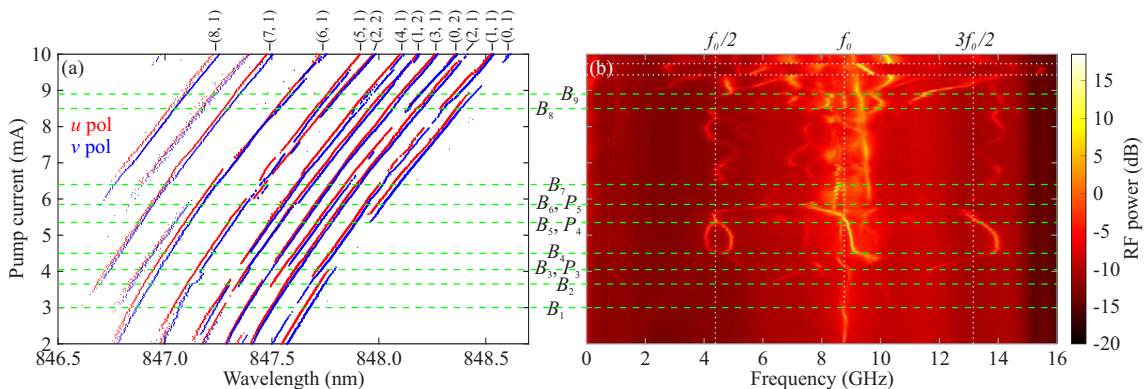 (8, 1) (7, 1) (6, 1) (5, 1) (2, 2) (4, 1) (1, 2) (3, 1) (0, 2) (2, 1) (1, 1) (0, 1)
f₀/2 f₀ 3f₀/2
(a)
u pol
v pol
10
9
8
7
6
5
4
3
2
Pump current (mA)
846.5 847.0 847.5 848.0 848.5
Wavelength (nm)
B₉
B₈
B₇
B₆, P₅
B₅, P₄
B₄
B₃, P₃
B₂
B₁
(b)
0 2 4 6 8 10 12 14 16
Frequency (GHz)
15
10
5
0
-5
-10
-15
-20
RF power (dB)